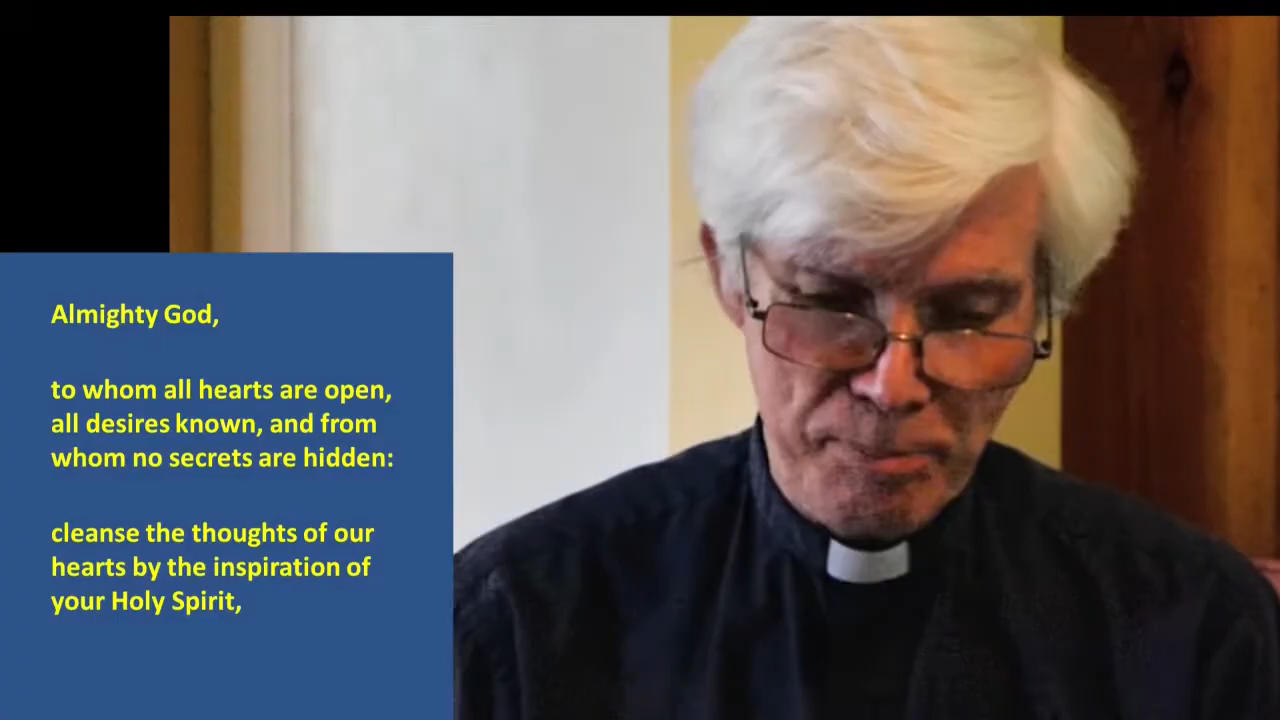 Almighty God,
to whom all hearts are open,
all desires known, and from
whom no secrets are hidden:
cleanse the thoughts of our
hearts by the inspiration of
your Holy Spirit,